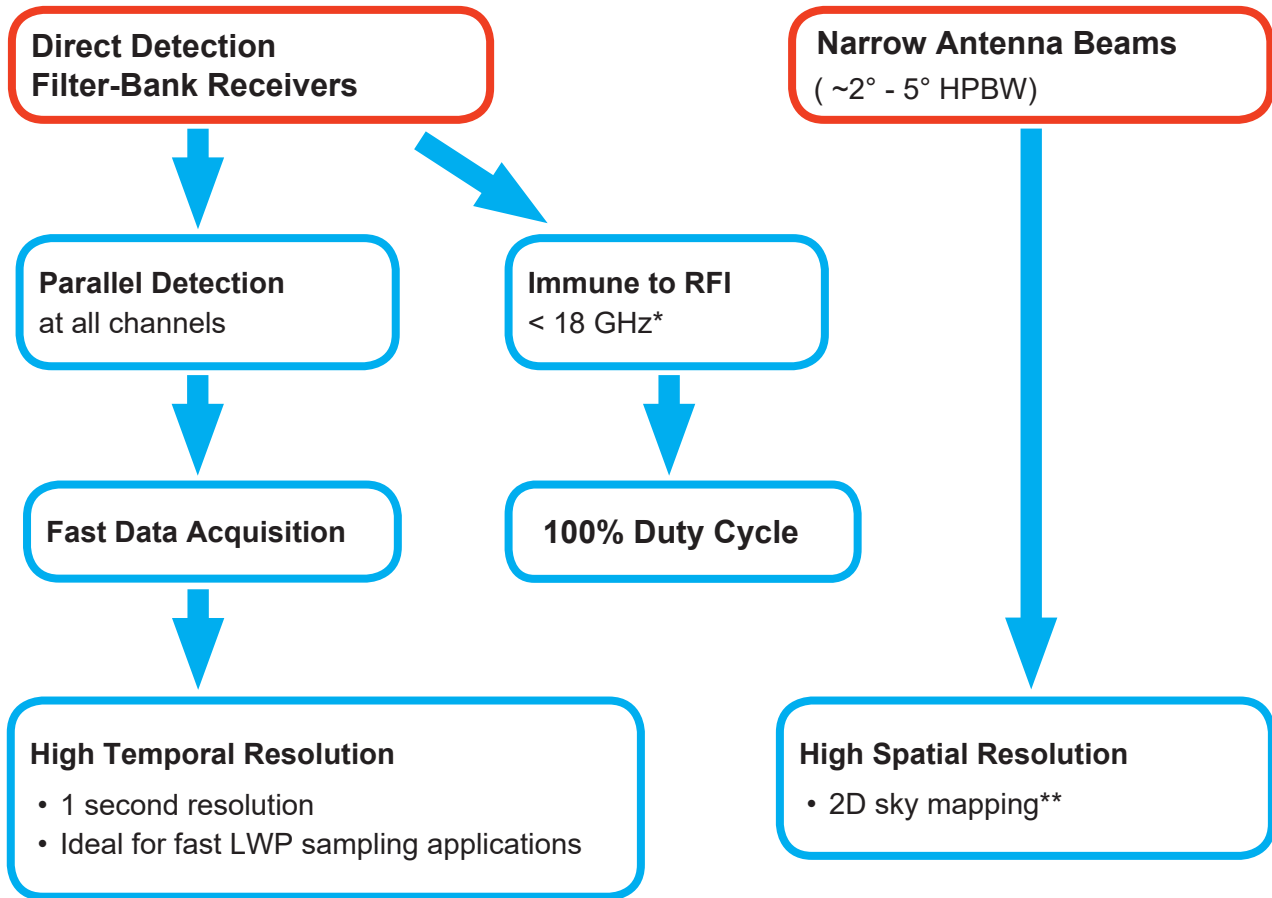 Direct Detection
Filter-Bank Receivers
Narrow Antenna Beams
( ~2° - 5° HPBW)
Parallel Detection
at all channels
Immune to RFI
< 18 GHz*
Fast Data Acquisition
100% Duty Cycle
High Temporal Resolution
• 1 second resolution
• Ideal for fast LWP sampling applications
High Spatial Resolution
• 2D sky mapping**